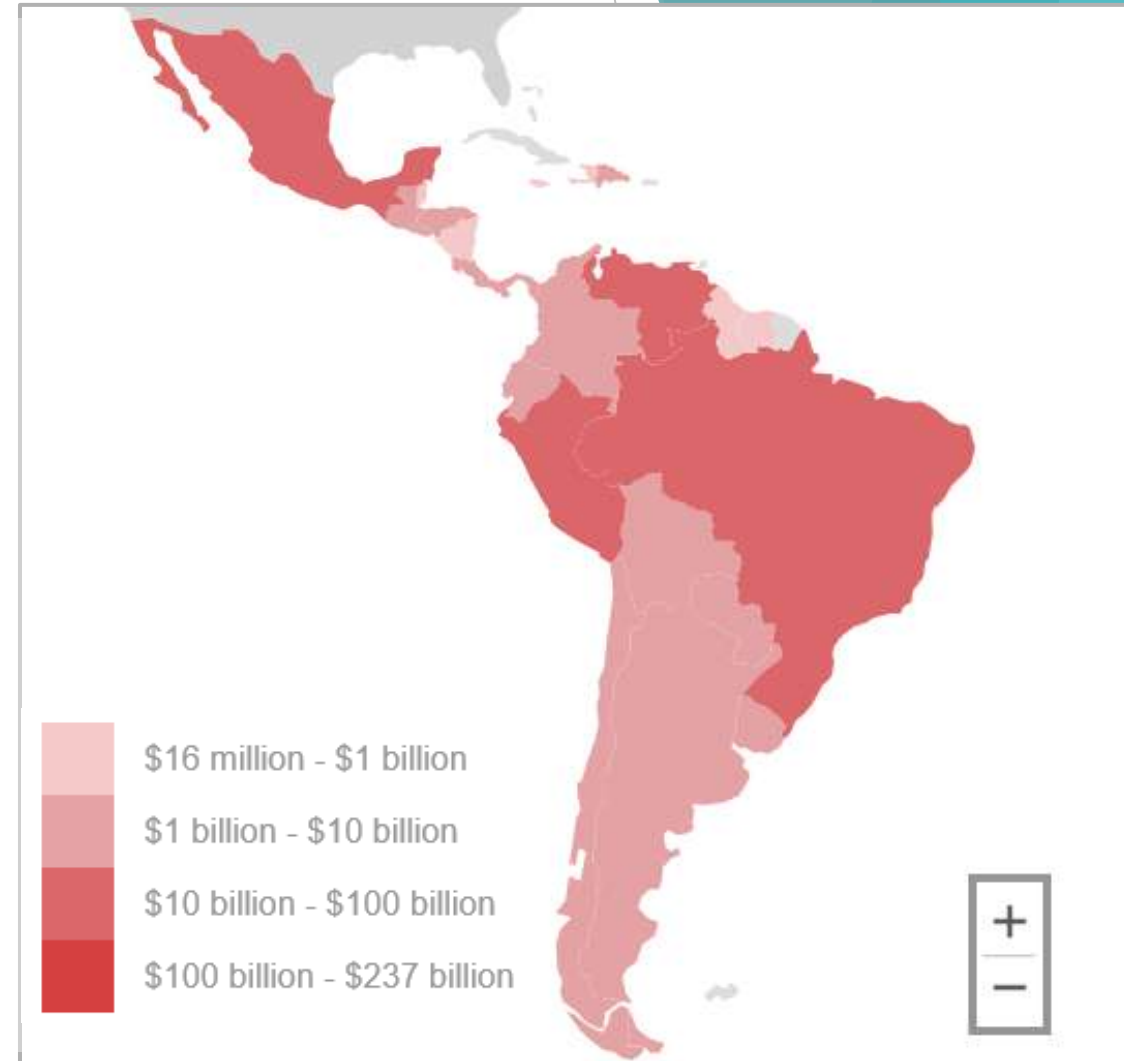 $16 million - $1 billion
$1 billion - $10 billion
$10 billion - $100 billion
$100 billion - $237 billion
+
−